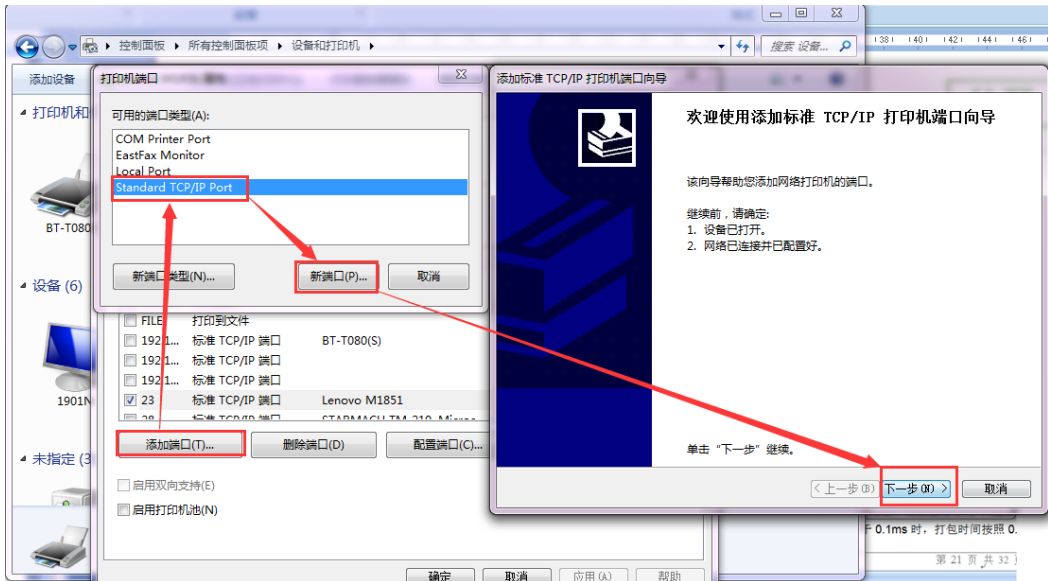 控制面板 ▸ 所有控制面板项 ▸ 设备和打印机 ▸
搜索 设备...
138 140 142 144 146
添加设备
打印机和
BT-T080
设备 (6)
1901N
未指定 (3
打印机端口
可用的端口类型(A):
COM Printer Port
EastFax Monitor
Local Port
Standard TCP/IP Port
新端口类型(N)...
新端口(P)...
取消
FILE 打印到文件
192.1... 标准 TCP/IP 端口 BT-T080(S)
192.1... 标准 TCP/IP 端口
192.1... 标准 TCP/IP 端口
23 标准 TCP/IP 端口 Lenovo M1851
添加端口(T)...
删除端口(D)
配置端口(C)...
启用双向支持(E)
启用打印机池(N)
确定
取消
应用(A)
帮助
添加标准 TCP/IP 打印机端口向导
欢迎使用添加标准 TCP/IP 打印机端口向导
该向导帮助您添加网络打印机的端口。
继续前，请确定:
1. 设备已打开。
2. 网络已连接并已配置好。
单击“下一步”继续。
< 上一步(B)
下一步(N) >
取消
0.1ms 时，打包时间按照 0.
第 21 页 共 32